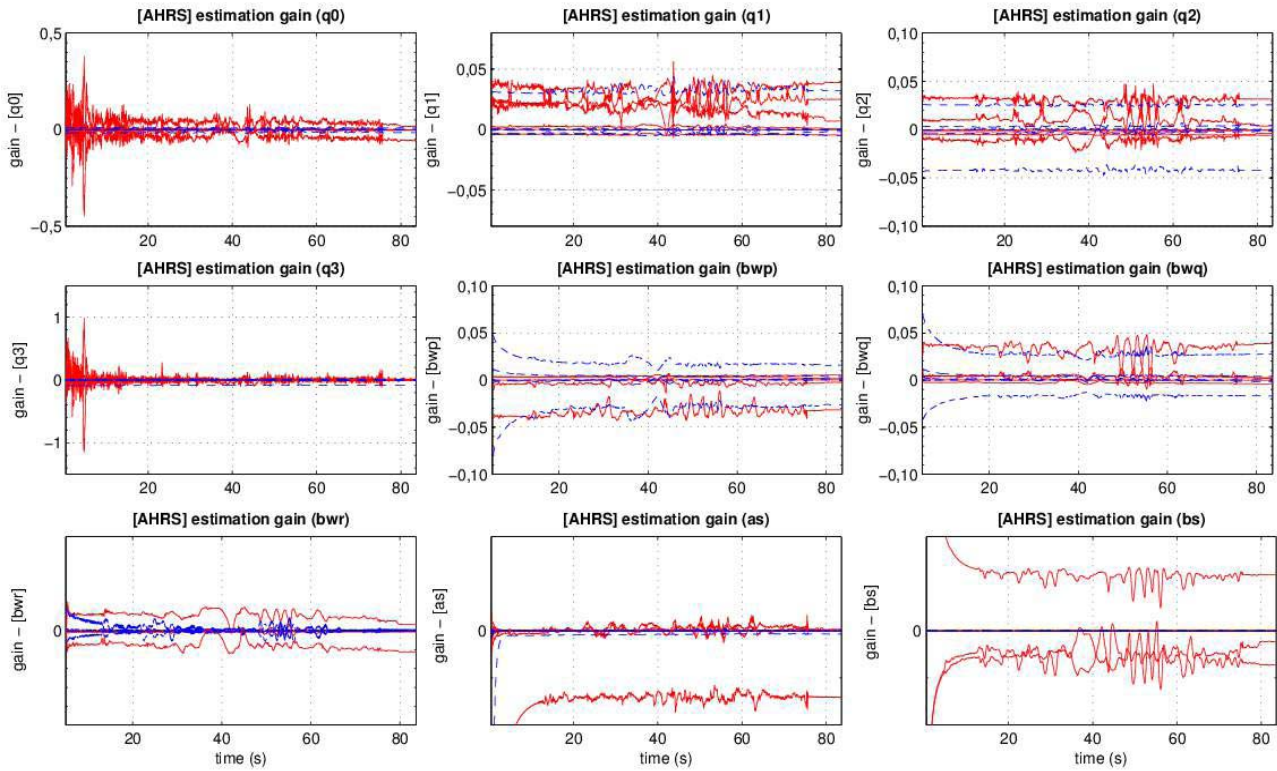 [AHRS] estimation gain (q0)
[AHRS] estimation gain (q1)
[AHRS] estimation gain (q2)
0,5
0
−0,5
gain − [q0]
20 40 60 80
0,05
0
−0,05
gain − [q1]
20 40 60 80
0,10
0,05
0
−0,05
−0,10
gain − [q2]
20 40 60 80
[AHRS] estimation gain (q3)
[AHRS] estimation gain (bwp)
[AHRS] estimation gain (bwq)
1
0
−1
gain − [q3]
20 40 60 80
0,10
0,05
0
−0,05
−0,10
gain − [bwp]
20 40 60 80
0,10
0,05
0
−0,05
−0,10
gain − [bwq]
20 40 60 80
[AHRS] estimation gain (bwr)
[AHRS] estimation gain (as)
[AHRS] estimation gain (bs)
0
gain − [bwr]
20 40 60 80
time (s)
0
gain − [as]
20 40 60 80
time (s)
0
gain − [bs]
20 40 60 80
time (s)